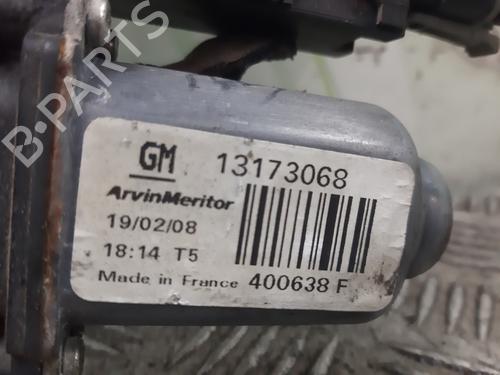 GM 13173068
ArvinMeritor
19/02/08
18:14 T5
Made in France 400638 F
B-PARTS